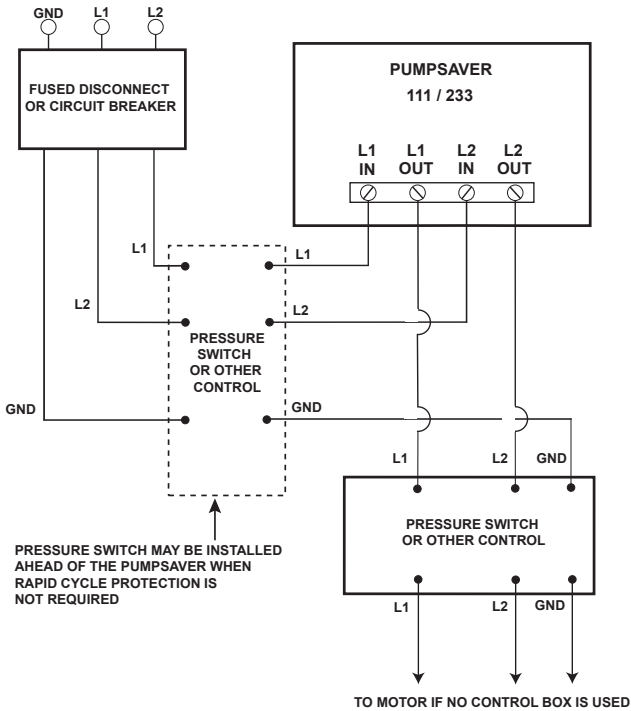 GND L1 L2
FUSED DISCONNECT
OR CIRCUIT BREAKER
PUMPSAVER
111 / 233
L1 L1 L2 L2
IN OUT IN OUT
L1 L1
L2 L2
PRESSURE
SWITCH
OR OTHER
CONTROL
GND GND
L1 L2 GND
PRESSURE SWITCH
OR OTHER CONTROL
PRESSURE SWITCH MAY BE INSTALLED
AHEAD OF THE PUMPSAVER WHEN
RAPID CYCLE PROTECTION IS
NOT REQUIRED
L1 L2 GND
TO MOTOR IF NO CONTROL BOX IS USED